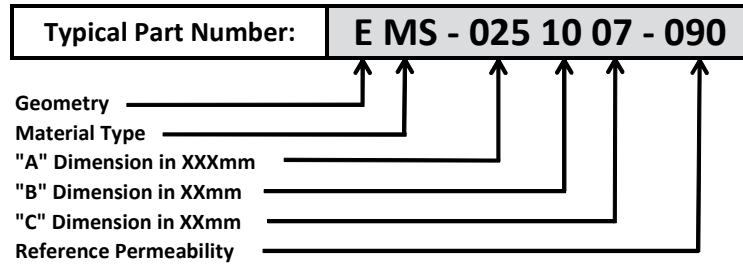 Typical Part Number: E MS - 025 10 07 - 090
Geometry
Material Type
"A" Dimension in XXXmm
"B" Dimension in XXmm
"C" Dimension in XXmm
Reference Permeability